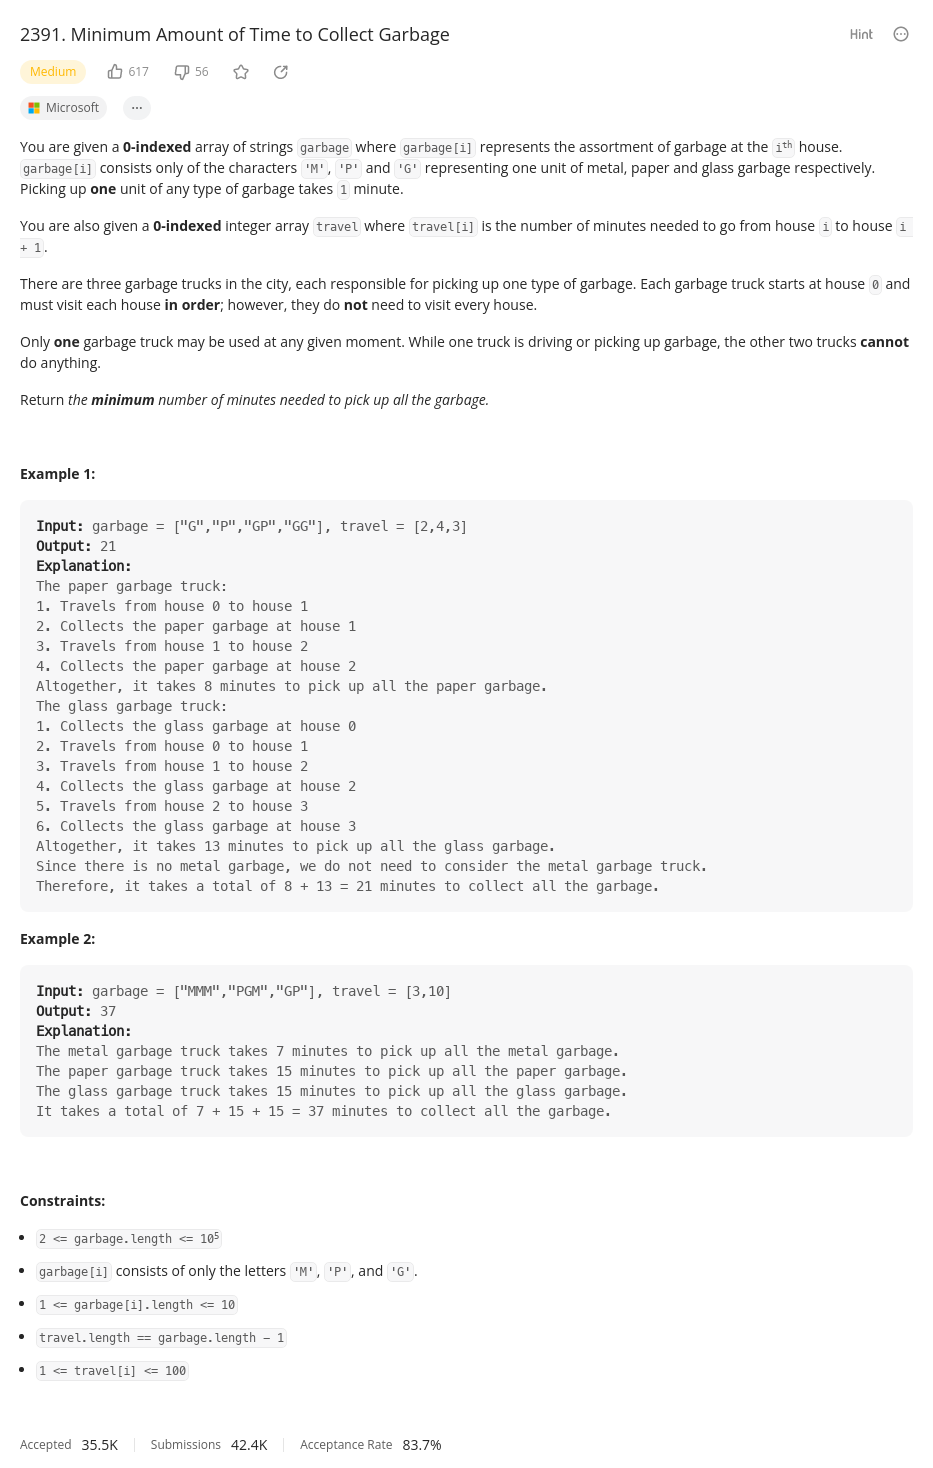 2391. Minimum Amount of Time to Collect Garbage
Hint
Medium 617 56
Microsoft ...
You are given a 0-indexed array of strings garbage where garbage[i] represents the assortment of garbage at the ith house.
garbage[i] consists only of the characters 'M', 'P' and 'G' representing one unit of metal, paper and glass garbage respectively.
Picking up one unit of any type of garbage takes 1 minute.
You are also given a 0-indexed integer array travel where travel[i] is the number of minutes needed to go from house i to house i
+ 1.
There are three garbage trucks in the city, each responsible for picking up one type of garbage. Each garbage truck starts at house 0 and
must visit each house in order; however, they do not need to visit every house.
Only one garbage truck may be used at any given moment. While one truck is driving or picking up garbage, the other two trucks cannot
do anything.
Return the minimum number of minutes needed to pick up all the garbage.
Example 1:
Input: garbage = ["G","P","GP","GG"], travel = [2,4,3]
Output: 21
Explanation:
The paper garbage truck:
1. Travels from house 0 to house 1
2. Collects the paper garbage at house 1
3. Travels from house 1 to house 2
4. Collects the paper garbage at house 2
Altogether, it takes 8 minutes to pick up all the paper garbage.
The glass garbage truck:
1. Collects the glass garbage at house 0
2. Travels from house 0 to house 1
3. Travels from house 1 to house 2
4. Collects the glass garbage at house 2
5. Travels from house 2 to house 3
6. Collects the glass garbage at house 3
Altogether, it takes 13 minutes to pick up all the glass garbage.
Since there is no metal garbage, we do not need to consider the metal garbage truck.
Therefore, it takes a total of 8 + 13 = 21 minutes to collect all the garbage.
Example 2:
Input: garbage = ["MMM","PGM","GP"], travel = [3,10]
Output: 37
Explanation:
The metal garbage truck takes 7 minutes to pick up all the metal garbage.
The paper garbage truck takes 15 minutes to pick up all the paper garbage.
The glass garbage truck takes 15 minutes to pick up all the glass garbage.
It takes a total of 7 + 15 + 15 = 37 minutes to collect all the garbage.
Constraints:
2 <= garbage.length <= 10⁵
garbage[i] consists of only the letters 'M', 'P', and 'G'.
1 <= garbage[i].length <= 10
travel.length == garbage.length - 1
1 <= travel[i] <= 100
Accepted 35.5K Submissions 42.4K Acceptance Rate 83.7%